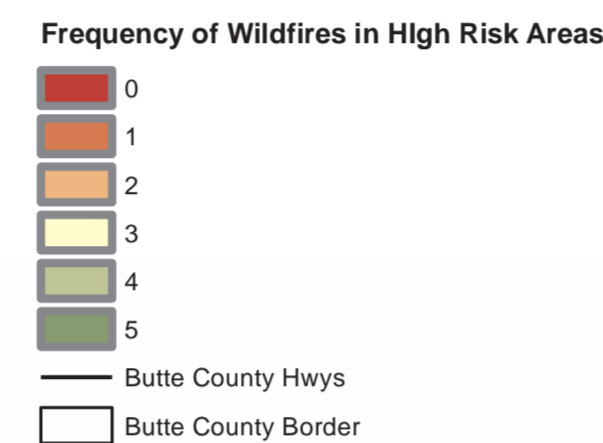 Frequency of Wildfires in HIgh Risk Areas
0
1
2
3
4
5
Butte County Hwys
Butte County Border